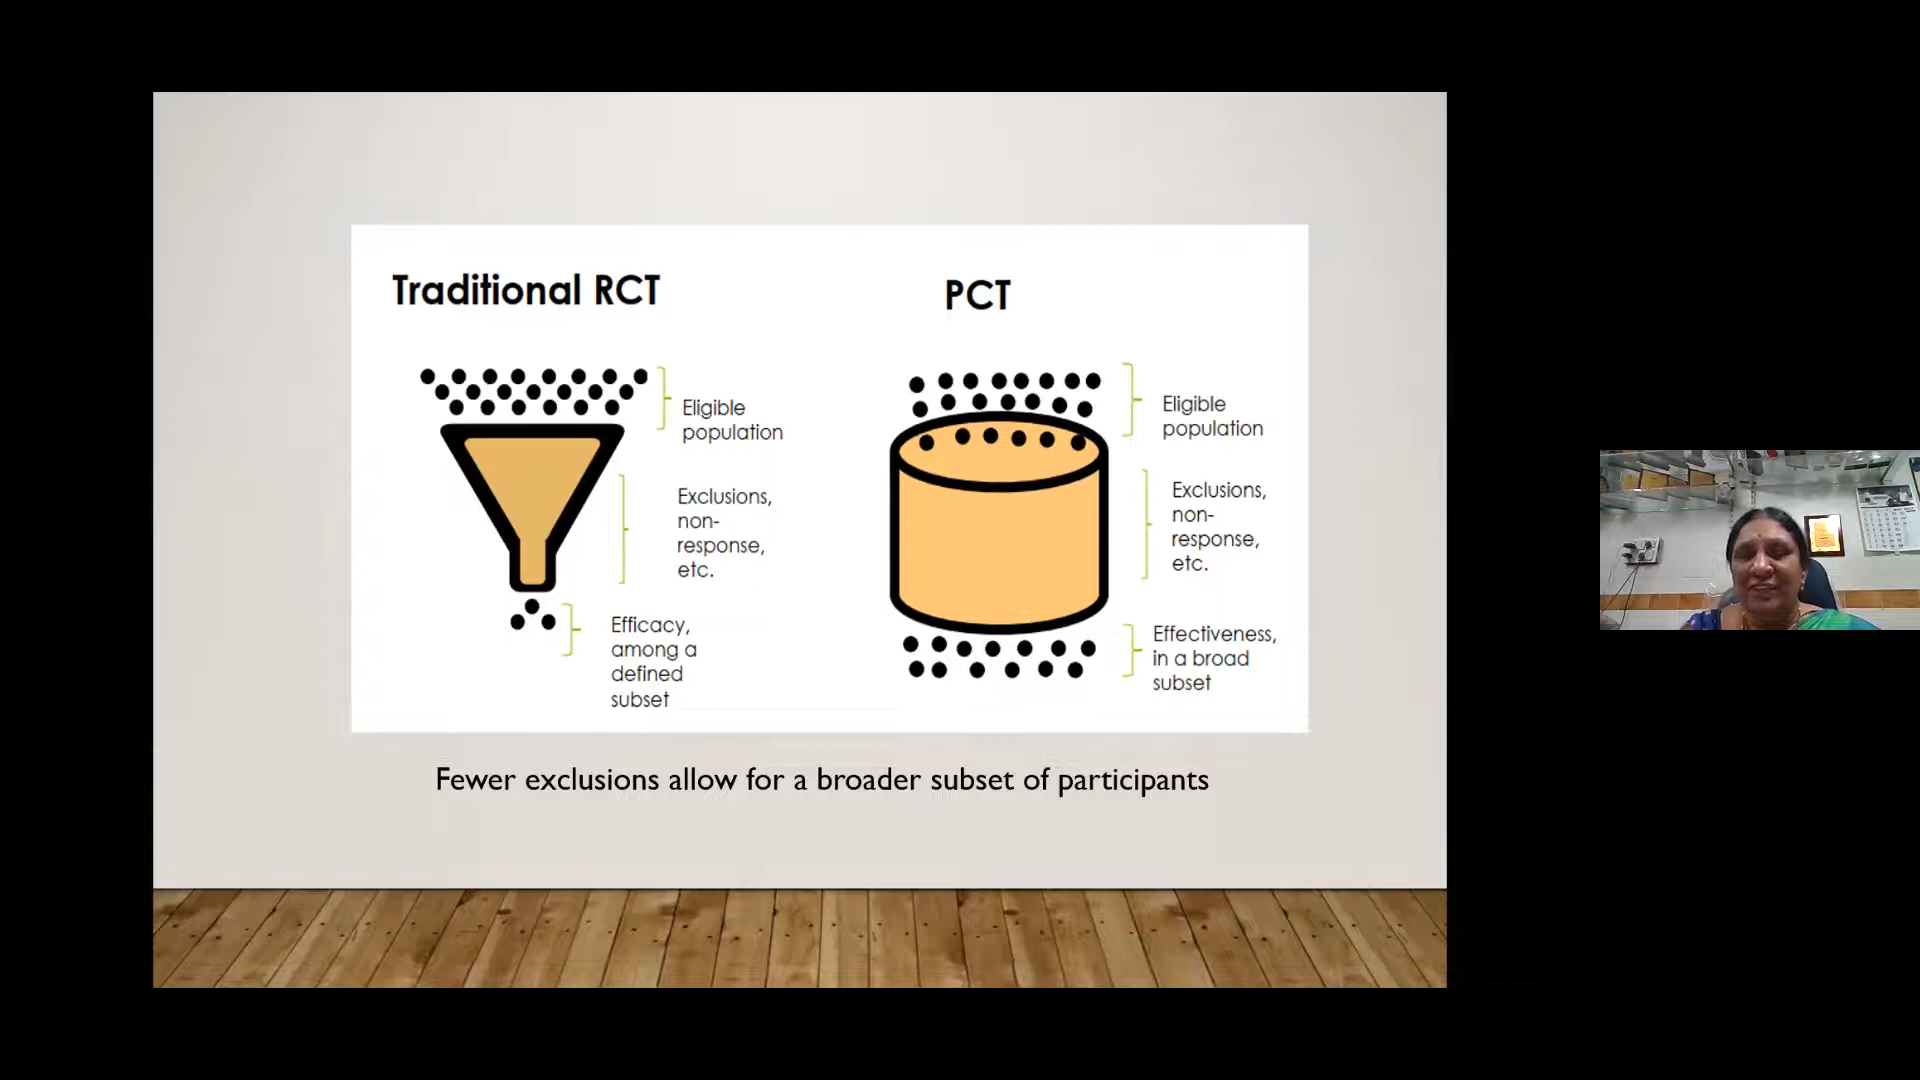 Traditional RCT
Eligible
population
Exclusions,
non-
response,
etc.
Efficacy,
among a
defined
subset
PCT
Eligible
population
Exclusions,
non-
response,
etc.
Effectiveness,
in a broad
subset
Fewer exclusions allow for a broader subset of participants